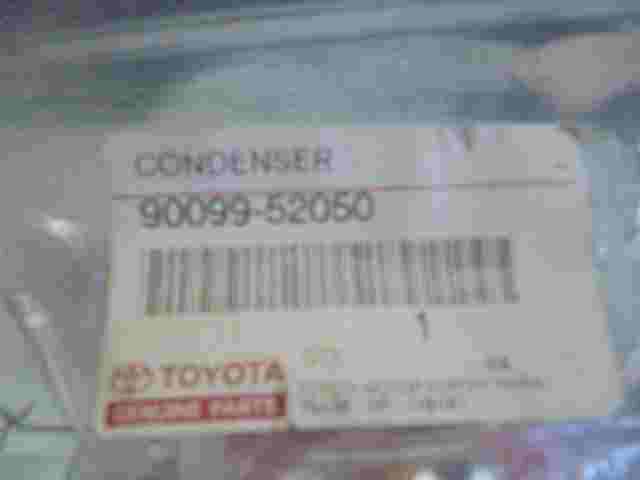 CONDENSER
90099-52050
1
TOYOTA
GENUINE PARTS